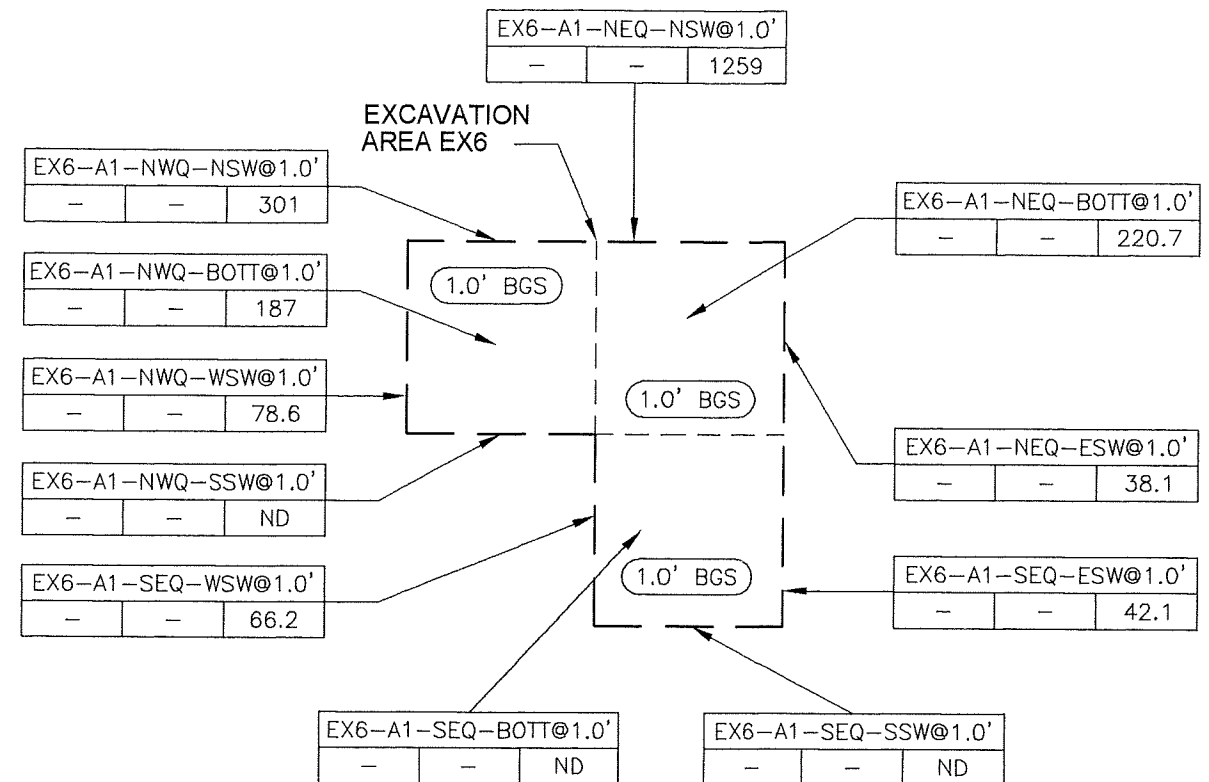 EX6-A1-NEQ-NSW@1.0'
- - 1259
EXCAVATION
AREA EX6
EX6-A1-NWQ-NSW@1.0'
- - 301
EX6-A1-NEQ-BOTT@1.0'
- - 220.7
EX6-A1-NWQ-BOTT@1.0'
- - 187
1.0' BGS
EX6-A1-NWQ-WSW@1.0'
- - 78.6
1.0' BGS
EX6-A1-NEQ-ESW@1.0'
- - 38.1
EX6-A1-NWQ-SSW@1.0'
- - ND
EX6-A1-SEQ-WSW@1.0'
- - 66.2
1.0' BGS
EX6-A1-SEQ-ESW@1.0'
- - 42.1
EX6-A1-SEQ-BOTT@1.0'
- - ND
EX6-A1-SEQ-SSW@1.0'
- - ND